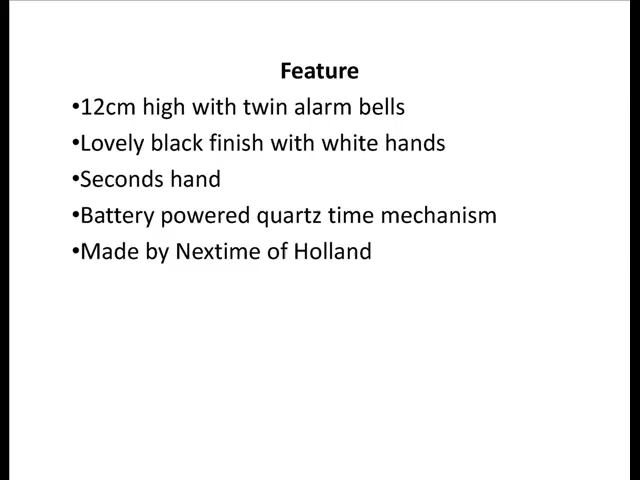 Feature
•12cm high with twin alarm bells
•Lovely black finish with white hands
•Seconds hand
•Battery powered quartz time mechanism
•Made by Nextime of Holland